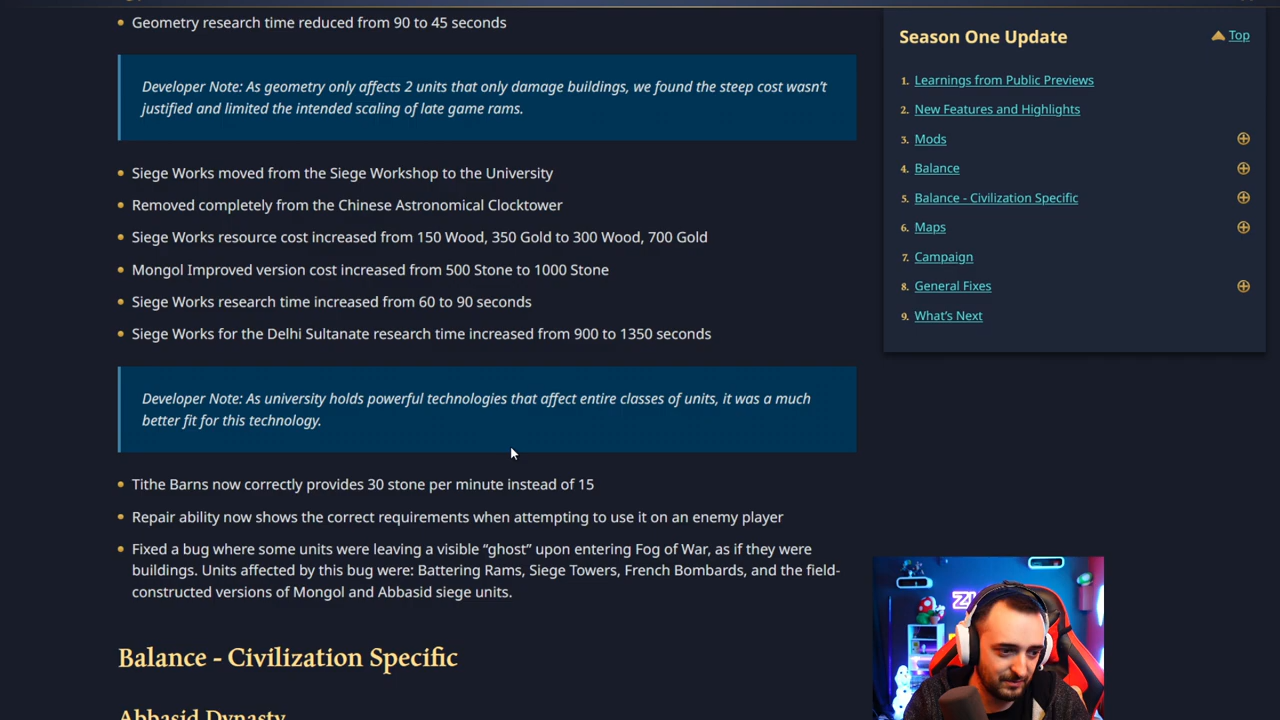 Geometry research time reduced from 90 to 45 seconds
Developer Note: As geometry only affects 2 units that only damage buildings, we found the steep cost wasn't
justified and limited the intended scaling of late game rams.
Siege Works moved from the Siege Workshop to the University
Removed completely from the Chinese Astronomical Clocktower
Siege Works resource cost increased from 150 Wood, 350 Gold to 300 Wood, 700 Gold
Mongol Improved version cost increased from 500 Stone to 1000 Stone
Siege Works research time increased from 60 to 90 seconds
Siege Works for the Delhi Sultanate research time increased from 900 to 1350 seconds
Developer Note: As university holds powerful technologies that affect entire classes of units, it was a much
better fit for this technology.
Tithe Barns now correctly provides 30 stone per minute instead of 15
Repair ability now shows the correct requirements when attempting to use it on an enemy player
Fixed a bug where some units were leaving a visible “ghost” upon entering Fog of War, as if they were
buildings. Units affected by this bug were: Battering Rams, Siege Towers, French Bombards, and the field-
constructed versions of Mongol and Abbasid siege units.
Balance - Civilization Specific
Abbasid Dynasty
Season One Update
Top
1. Learnings from Public Previews
2. New Features and Highlights
3. Mods
4. Balance
5. Balance - Civilization Specific
6. Maps
7. Campaign
8. General Fixes
9. What's Next